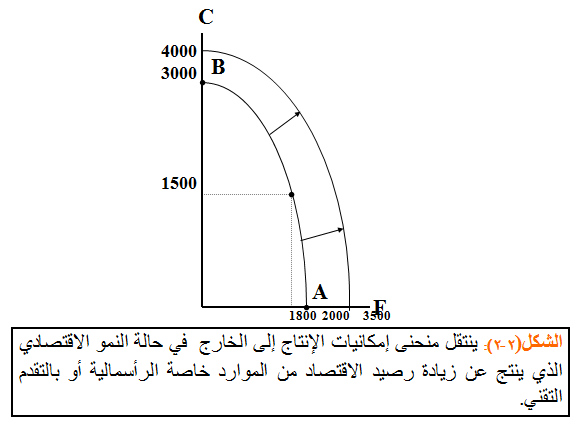 C
4000
3000
B
1500
A
F
1800 2000 3500
الشكل(٢-٢): ينتقل منحنى إمكانيات الإنتاج إلى الخارج في حالة النمو الاقتصادي
الذي ينتج عن زيادة رصيد الاقتصاد من الموارد خاصة الرأسمالية أو بالتقدم
التقني.